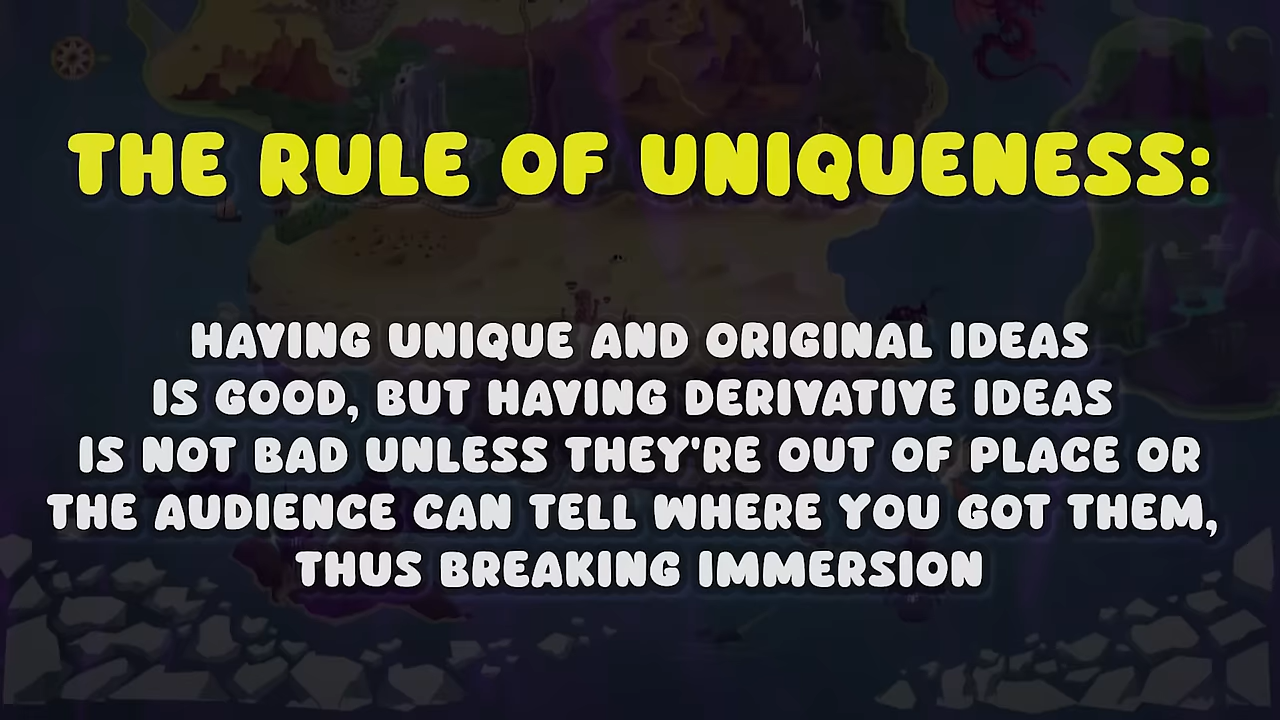 THE RULE OF UNIQUENESS:
HAVING UNIQUE AND ORIGINAL IDEAS
IS GOOD, BUT HAVING DERIVATIVE IDEAS
IS NOT BAD UNLESS THEY'RE OUT OF PLACE OR
THE AUDIENCE CAN TELL WHERE YOU GOT THEM,
THUS BREAKING IMMERSION